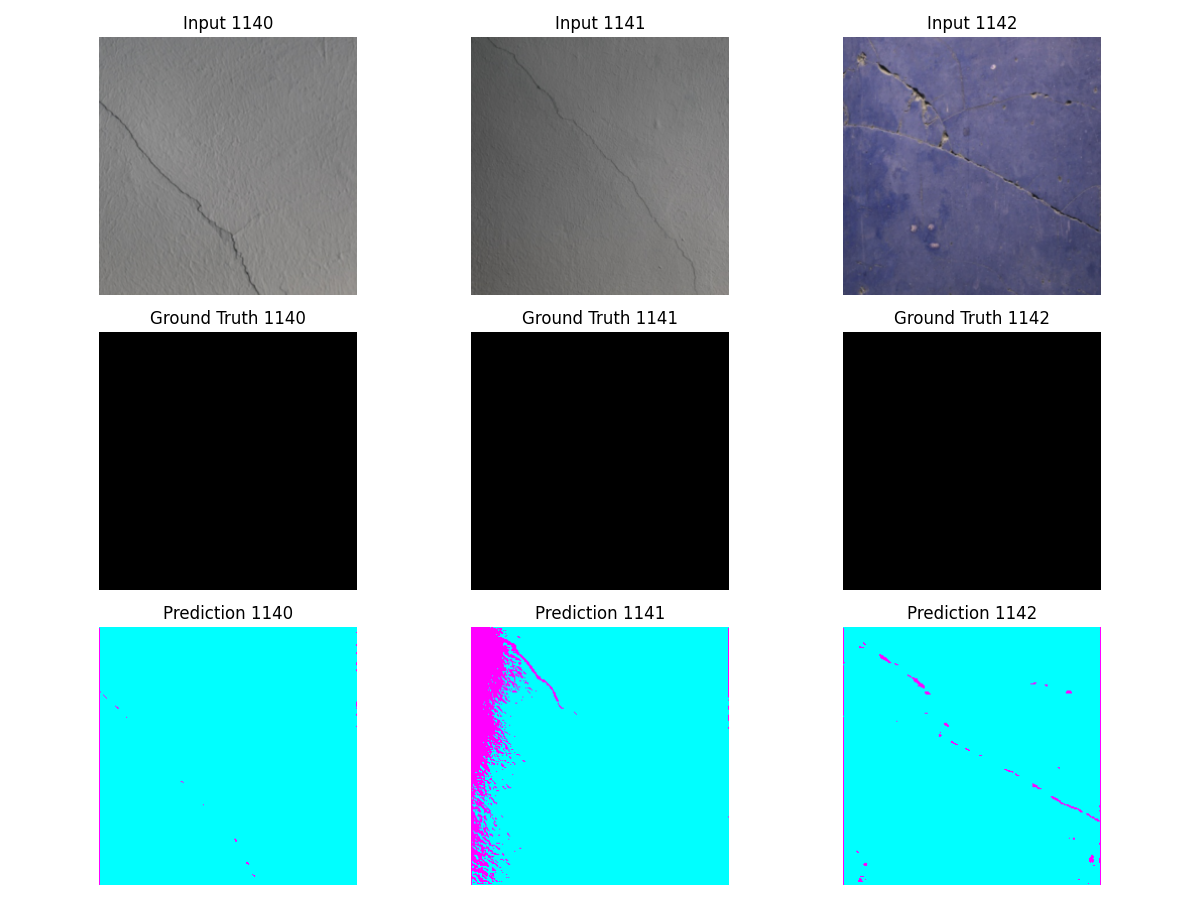 Input 1140
Input 1141
Input 1142
Ground Truth 1140
Ground Truth 1141
Ground Truth 1142
Prediction 1140
Prediction 1141
Prediction 1142